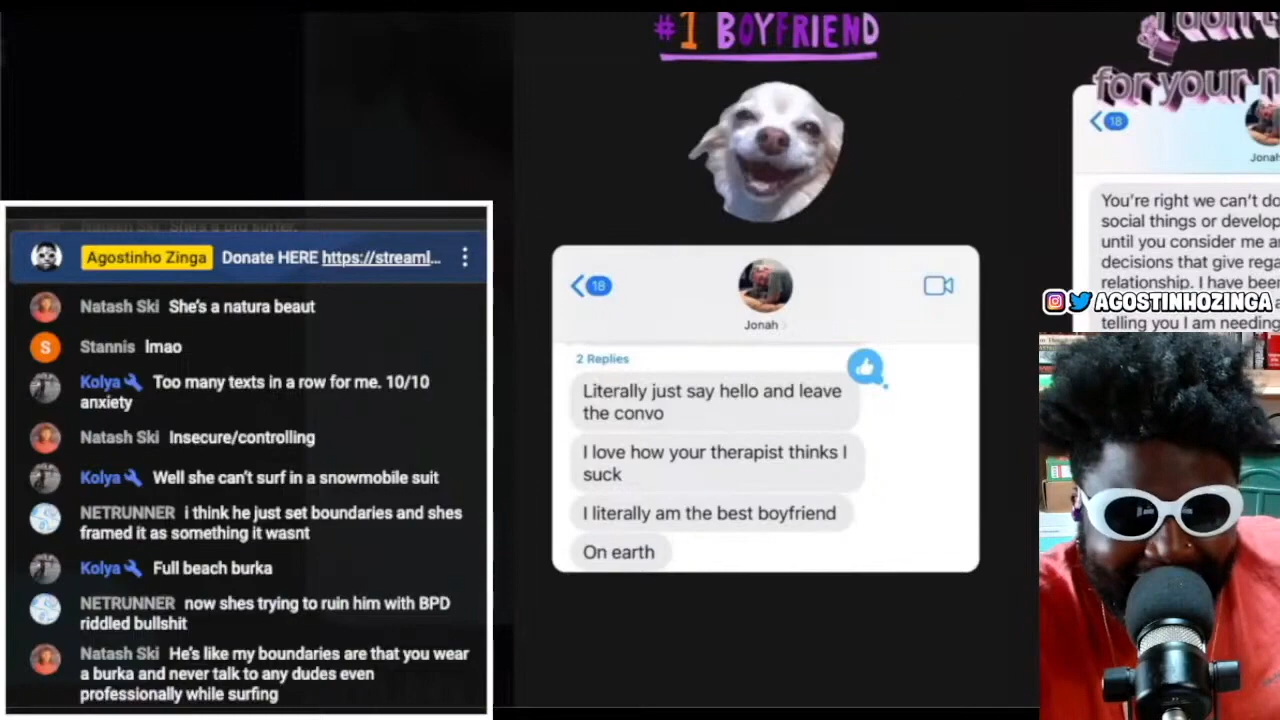 #1 BOYFRIEND
I don't
for your
18
Jonah
2 Replies
Literally just say hello and leave
the convo
I love how your therapist thinks I
suck
I literally am the best boyfriend
On earth
18
Jonah
You're right we can't do
social things or develop
until you consider me
decisions that give
relationship. I have been
telling you I am needing
AGOSTINHOZINGA
Agostinho Zinga Donate HERE https://streaml...
Natash Ski She's a natura beaut
S Stannis lmao
Kolya Too many texts in a row for me. 10/10
anxiety
Natash Ski Insecure/controlling
Kolya Well she can't surf in a snowmobile suit
NETRUNNER i think he just set boundaries and shes
framed it as something it wasnt
Kolya Full beach burka
NETRUNNER now shes trying to ruin him with BPD
riddled bullshit
Natash Ski He's like my boundaries are that you wear
a burka and never talk to any dudes even
professionally while surfing